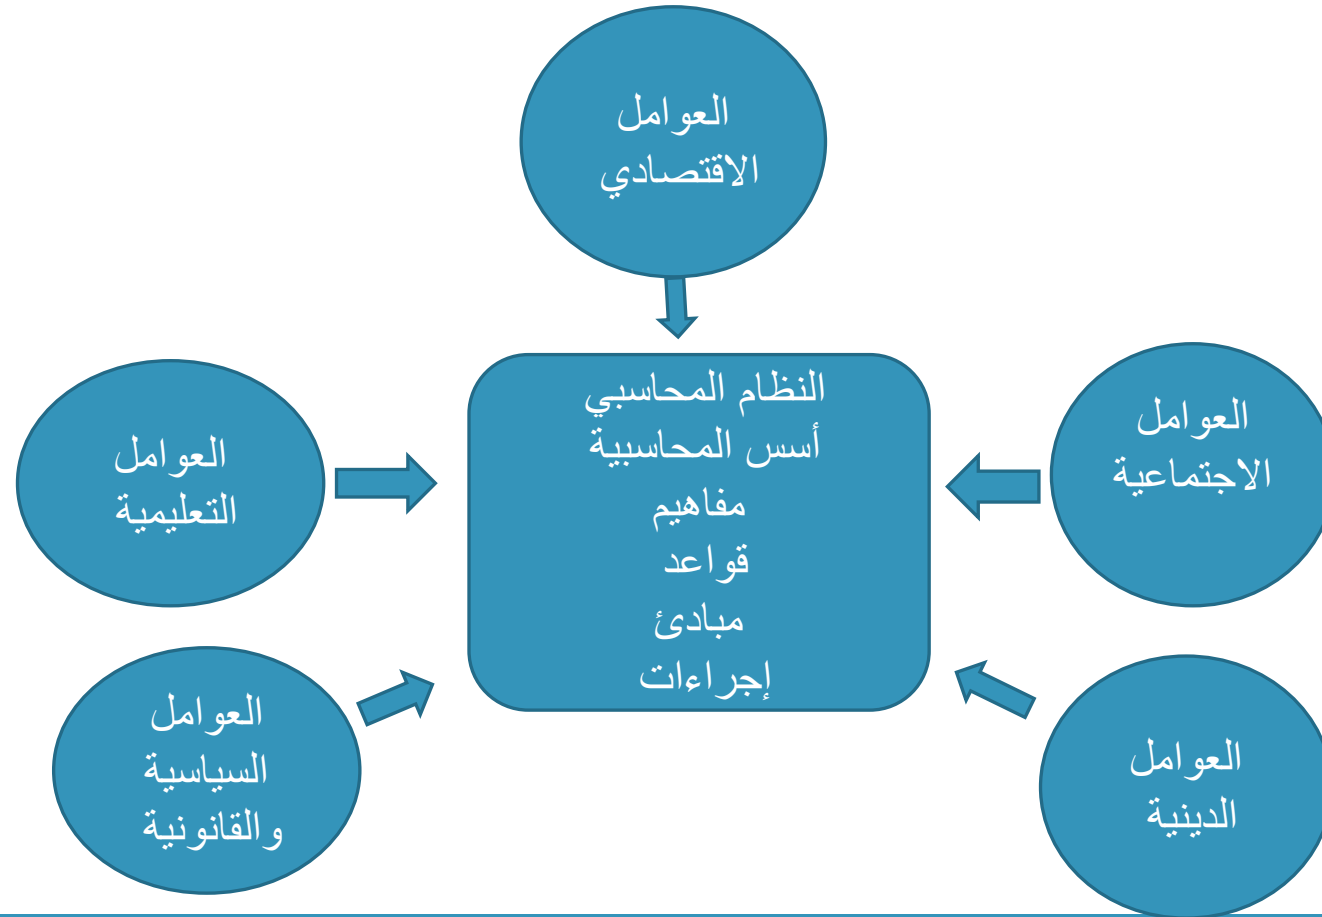 العوامل
الاقتصادي
العوامل
الاجتماعية
النظام المحاسبي
أسس المحاسبية
مفاهيم
قواعد
مبادئ
إجراءات
العوامل
التعليمية
العوامل
الدينية
العوامل
السياسية
والقانونية